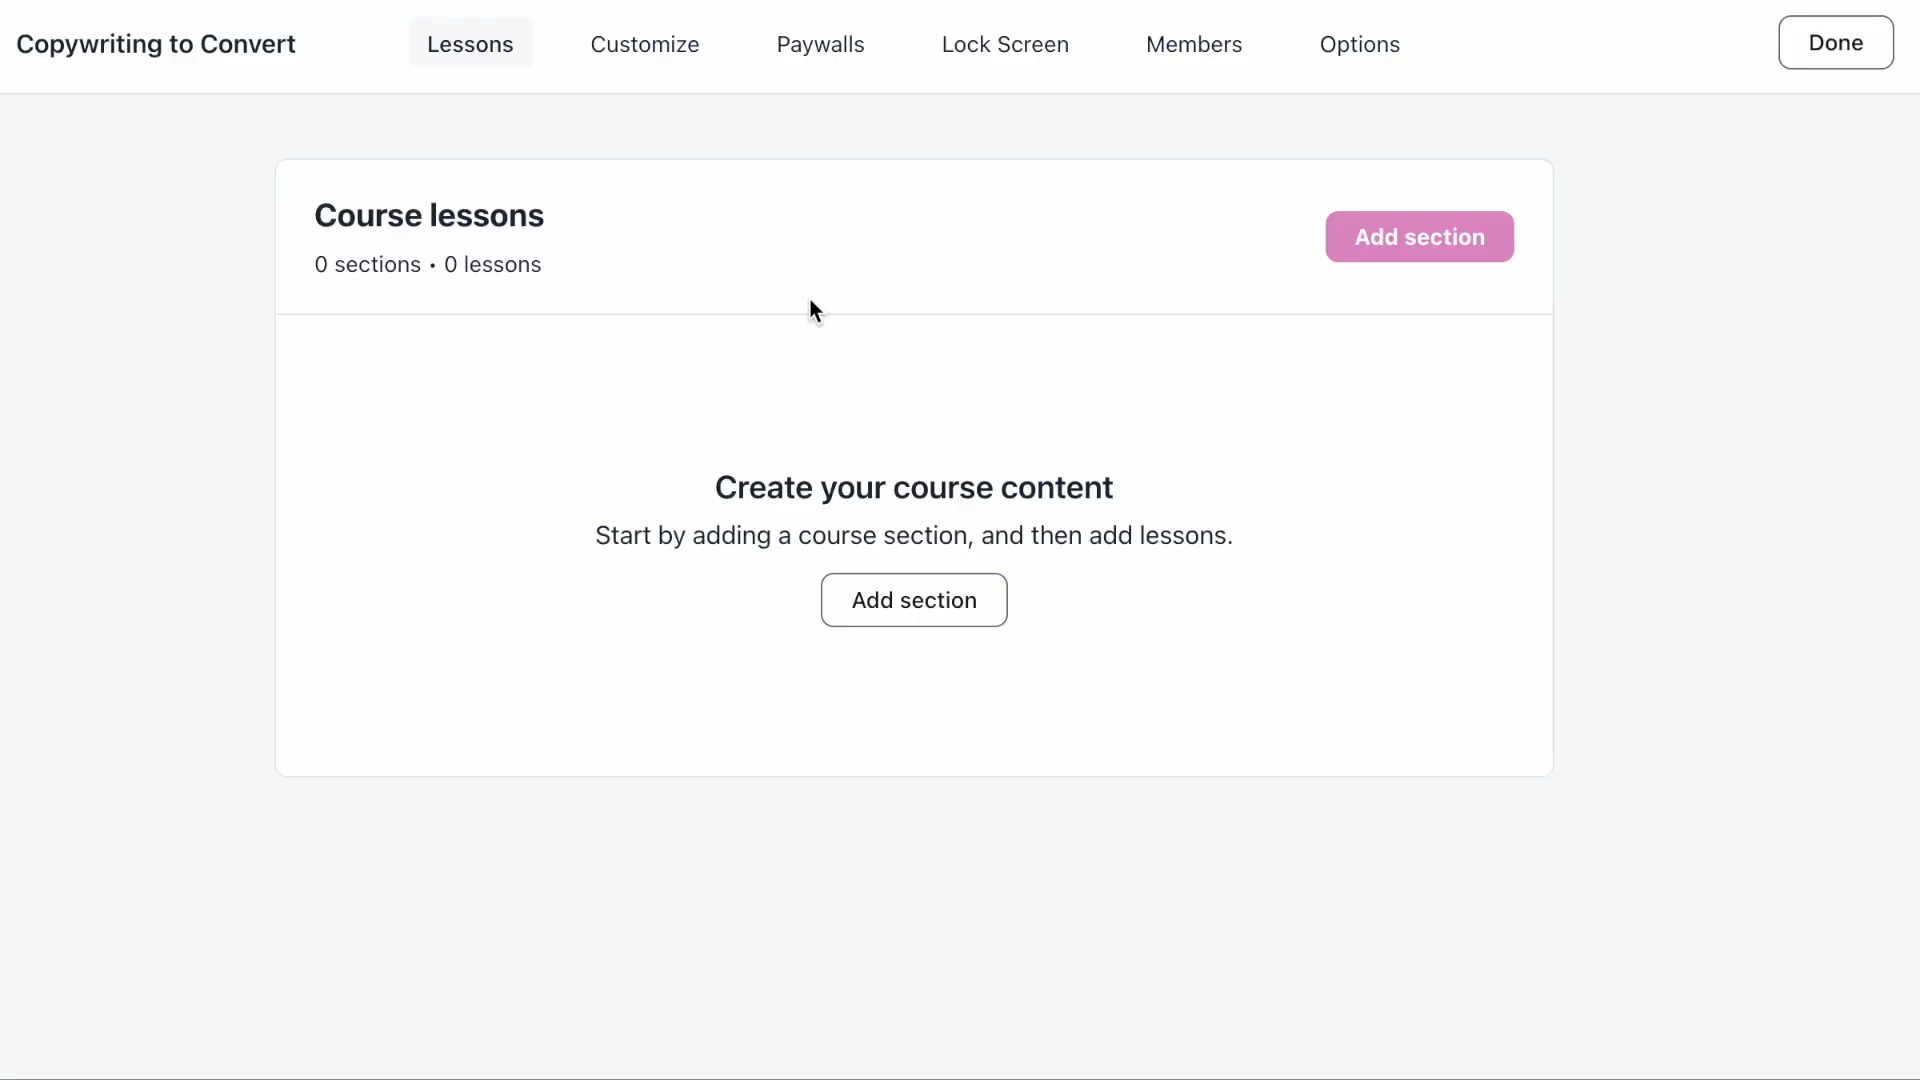 Copywriting to Convert
Lessons
Customize
Paywalls
Lock Screen
Members
Options
Done
Course lessons
0 sections • 0 lessons
Add section
Create your course content
Start by adding a course section, and then add lessons.
Add section